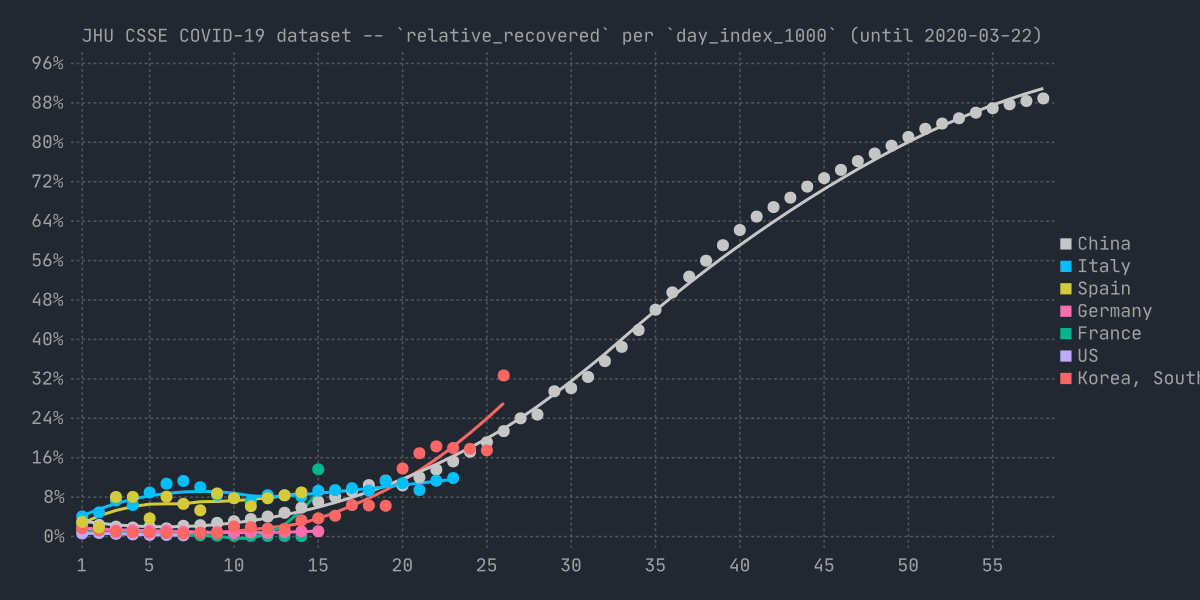 JHU CSSE COVID-19 dataset -- `relative_recovered` per `day_index_1000` (until 2020-03-22)
96%
88%
80%
72%
64%
56%
48%
40%
32%
24%
16%
8%
0%
1 5 10 15 20 25 30 35 40 45 50 55
China
Italy
Spain
Germany
France
US
Korea, South